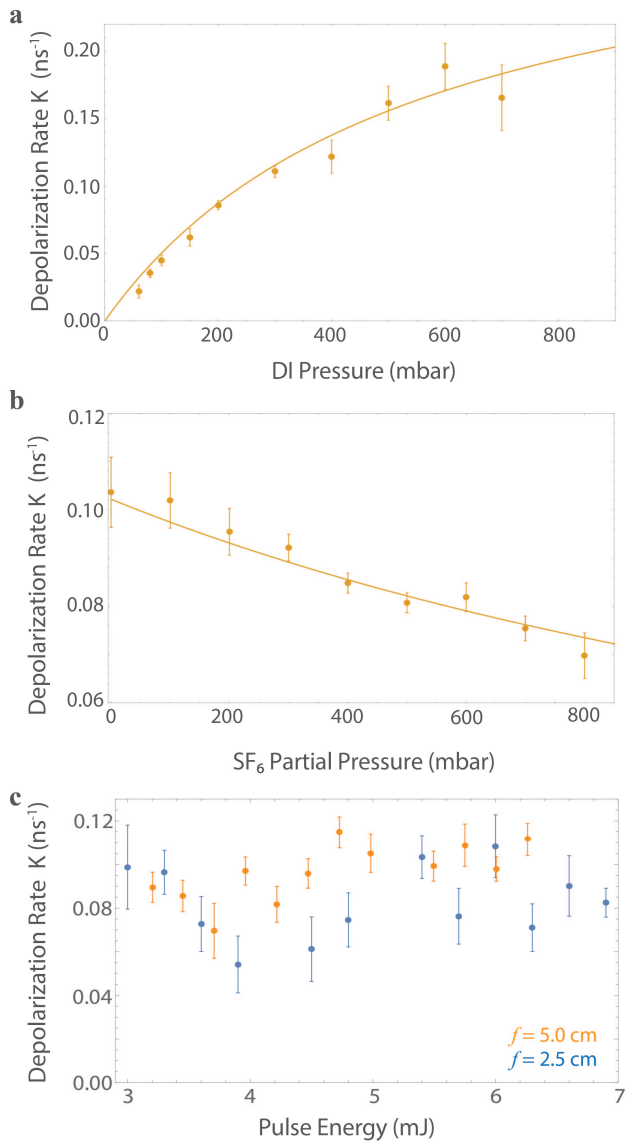 a
Depolarization Rate K (ns⁻¹)
0.20
0.15
0.10
0.05
0.00
0 200 400 600 800
DI Pressure (mbar)
b
Depolarization Rate K (ns⁻¹)
0.12
0.10
0.08
0.06
0 200 400 600 800
SF₆ Partial Pressure (mbar)
c
Depolarization Rate K (ns⁻¹)
0.12
0.08
0.04
0.00
f = 5.0 cm
f = 2.5 cm
3 4 5 6 7
Pulse Energy (mJ)